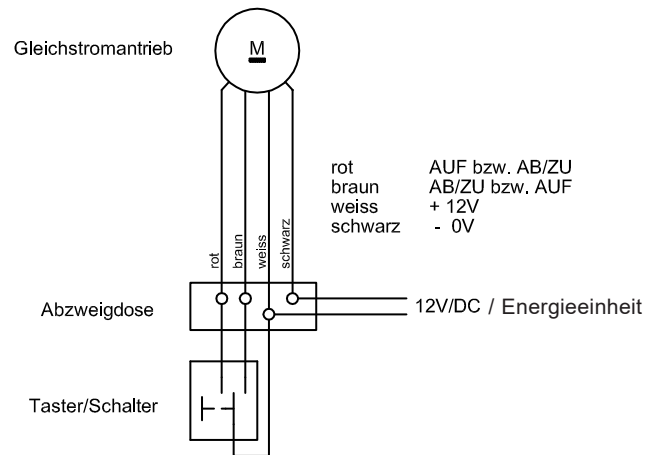 Gleichstromantrieb
M
rot AUF bzw. AB/ZU
braun AB/ZU bzw. AUF
weiss + 12V
schwarz - 0V
rot
braun
weiss
schwarz
Abzweigdose
12V/DC / Energieeinheit
Taster/Schalter